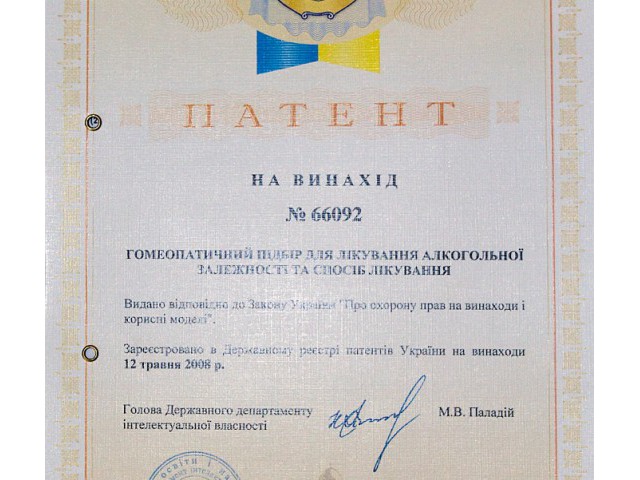 ПАТЕНТ
НА ВИНАХІД
№ 66092
ГОМЕОПАТИЧНИЙ ПІДБІР ДЛЯ ЛІКУВАННЯ АЛКОГОЛЬНОЇ
ЗАЛЕЖНОСТІ ТА СПОСІБ ЛІКУВАННЯ
Видано відповідно до Закону України "Про охорону прав на винаходи і
корисні моделі".
Зареєстровано в Державному реєстрі патентів України на винаходи
12 травня 2008 р.
Голова Державного департаменту
інтелектуальної власності
М.В. Паладій
освіти і на